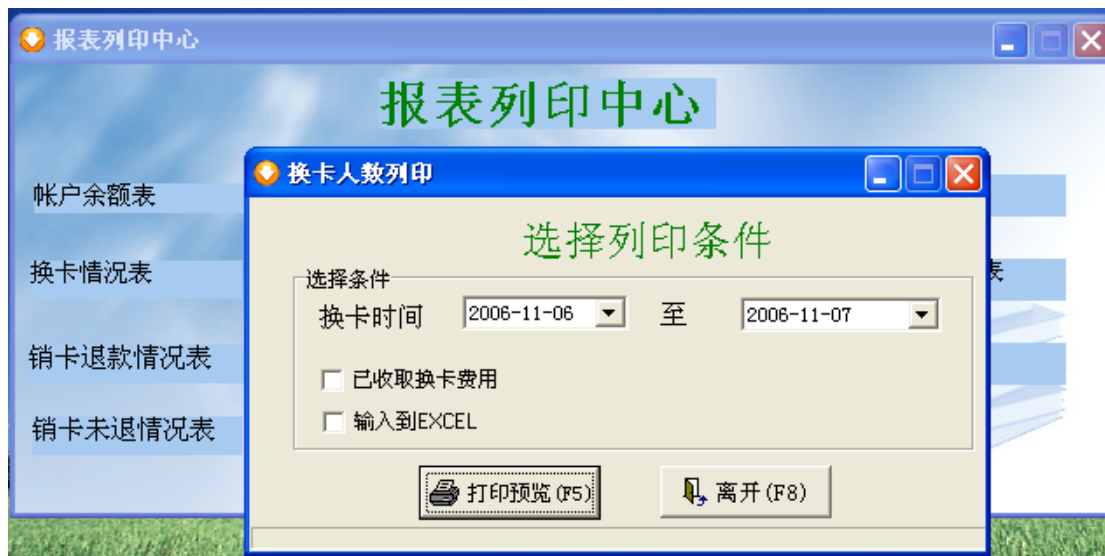 报表列印中心
报表列印中心
帐户余额表
换卡情况表
表
销卡退款情况表
销卡未退情况表
换卡人数列印
选择列印条件
选择条件
换卡时间 2006-11-06 至 2006-11-07
已收取换卡费用
输入到EXCEL
打印预览(F5) 离开(F8)